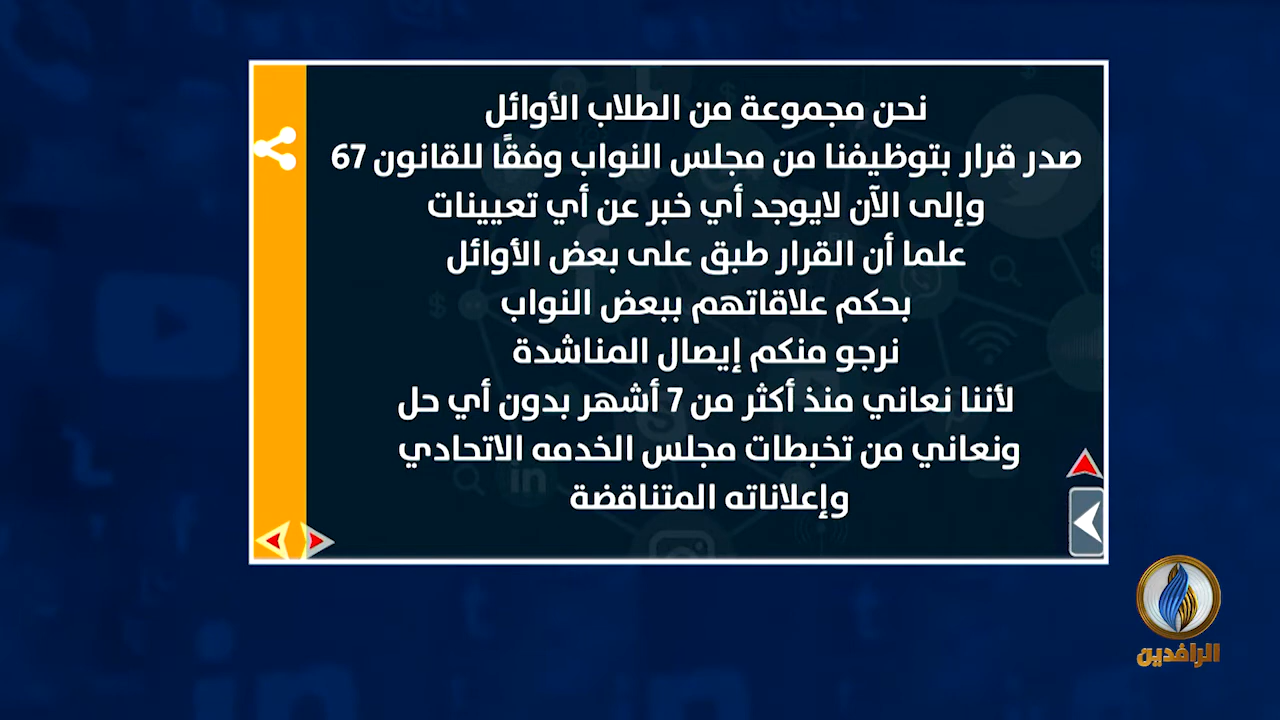 نحن مجموعة من الطلاب الأوائل
صدر قرار بتوظيفنا من مجلس النواب وفقًا للقانون 67
وإلى الآن لايوجد أي خبر عن أي تعيينات
علما أن القرار طبق على بعض الأوائل
بحكم علاقاتهم ببعض النواب
نرجو منكم إيصال المناشدة
لأننا نعاني منذ أكثر من 7 أشهر بدون أي حل
ونعاني من تخبطات مجلس الخدمه الاتحادي
وإعلاناته المتناقضة
الرافدين